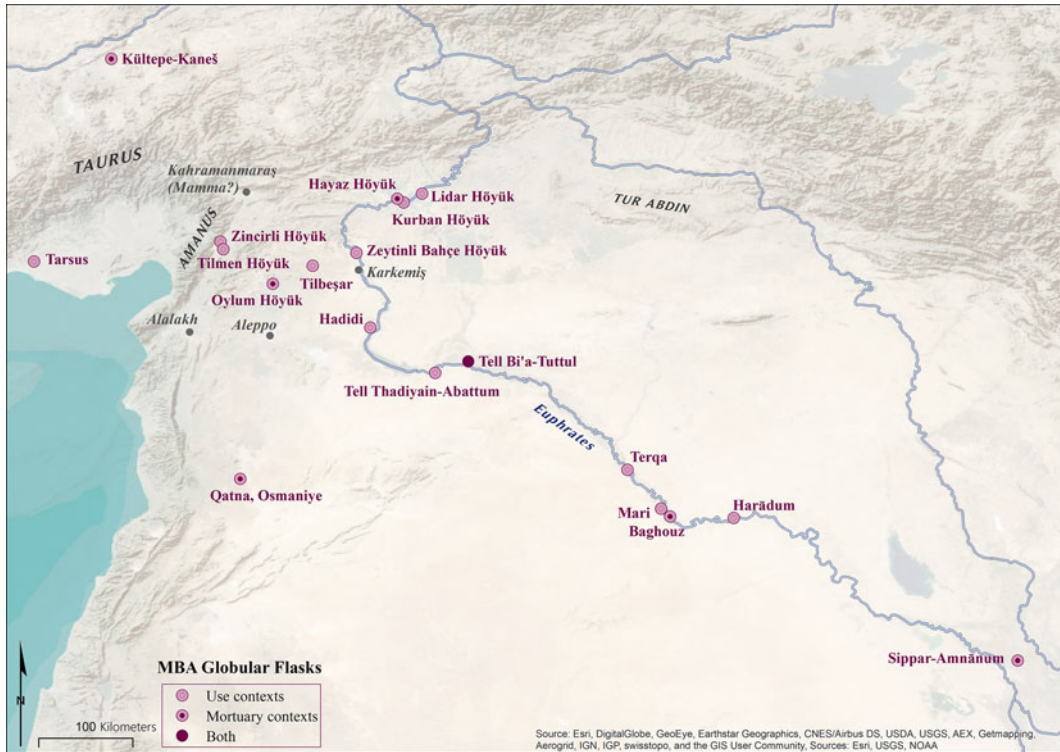 Kültepe-Kaneš
TAURUS
Kahramanmaraş
(Mamma?)
Hayaz Höyük
Lidar Höyük
Kurban Höyük
TUR ABDIN
AMANUS
Zincirli Höyük
Tilmen Höyük
Zeytinli Bahçe Höyük
Tarsus
Karkemiş
Tilbeşar
Oylum Höyük
Alalakh
Aleppo
Hadidi
Tell Bi'a-Tuttul
Tell Thadiyain-Abattum
Euphrates
Terqa
Qatna, Osmaniye
Mari
Baghouz
Harādum
Sippar-Amnānum
N
MBA Globular Flasks
Use contexts
Mortuary contexts
Both
100 Kilometers
Source: Esri, DigitalGlobe, GeoEye, Earthstar Geographics, CNES/Airbus DS, USDA, USGS, AEX, Getmapping,
Aerogrid, IGN, IGP, swisstopo, and the GIS User Community, Sources: Esri, USGS, NOAA